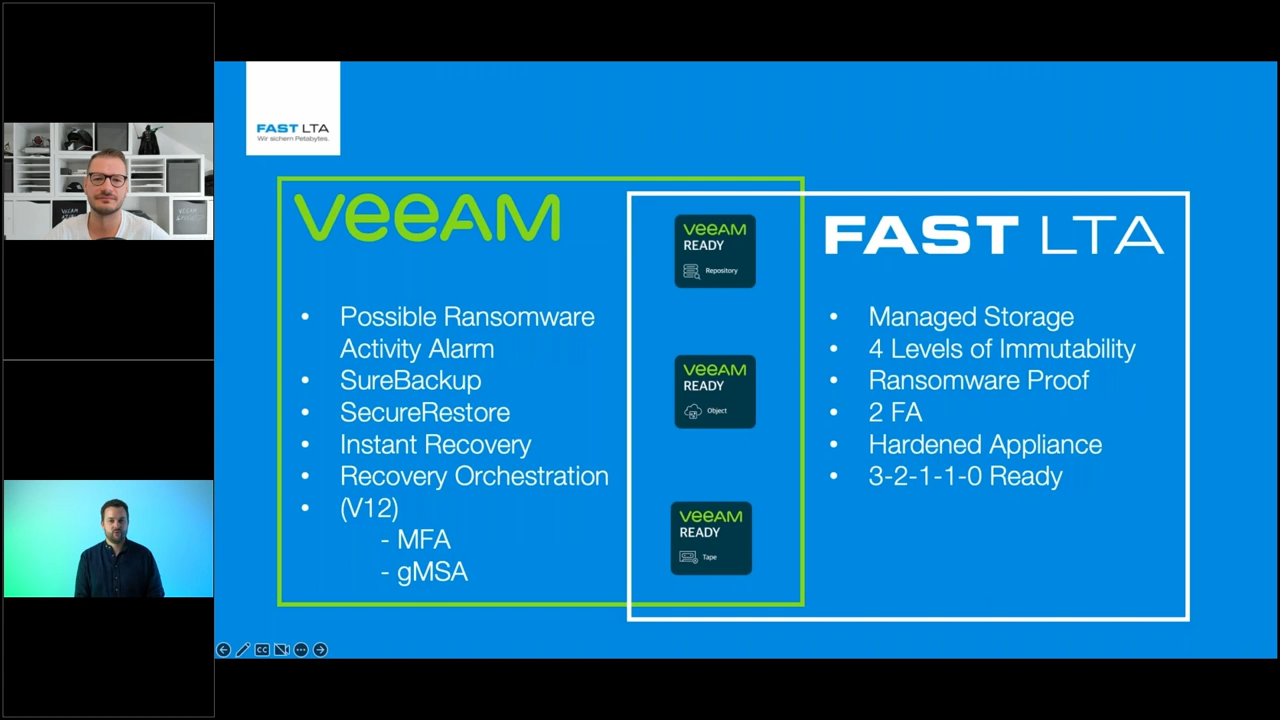 FAST LTA
Wir sichern Petabytes.
VEEAM
• Possible Ransomware
Activity Alarm
• SureBackup
• SecureRestore
• Instant Recovery
• Recovery Orchestration
• (V12)
- MFA
- gMSA
VEEAM
READY
Repository
VEEAM
READY
Object
VEEAM
READY
Tape
FAST LTA
• Managed Storage
• 4 Levels of Immutability
• Ransomware Proof
• 2 FA
• Hardened Appliance
• 3-2-1-1-0 Ready
CC